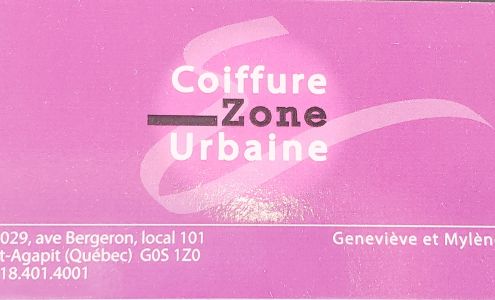 Coiffure
Zone
Urbaine
029, ave Bergeron, local 101
Geneviève et Mylèn
t-Agapit (Québec) G0S 1Z0
18.401.4001